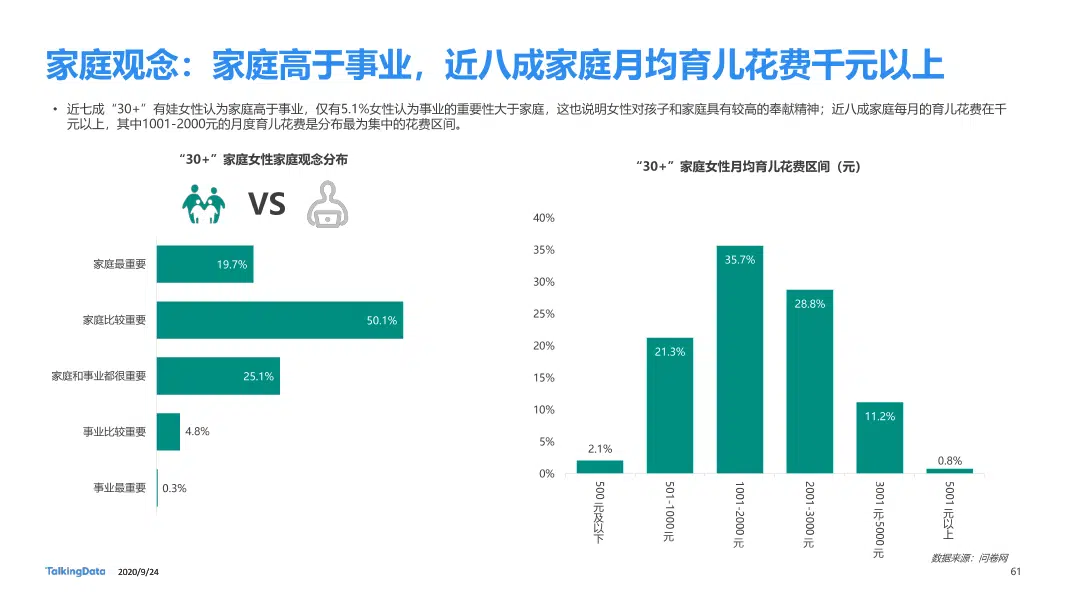 家庭观念：家庭高于事业，近八成家庭月均育儿花费千元以上
• 近七成“30+”有娃女性认为家庭高于事业，仅有5.1%女性认为事业的重要性大于家庭，这也说明女性对孩子和家庭具有较高的奉献精神；近八成家庭每月的育儿花费在千
元以上，其中1001-2000元的月度育儿花费是分布最为集中的花费区间。
“30+”家庭女性家庭观念分布
VS
家庭最重要 19.7%
家庭比较重要 50.1%
家庭和事业都很重要 25.1%
事业比较重要 4.8%
事业最重要 0.3%
“30+”家庭女性月均育儿花费区间（元）
40%
35%
30%
25%
20%
15%
10%
5%
0%
2.1%
21.3%
35.7%
28.8%
11.2%
0.8%
500元及以下
501-1000元
1001-2000元
2001-3000元
3001元-5000元
5001元以上
数据来源：问卷网
TalkingData 2020/9/24
61